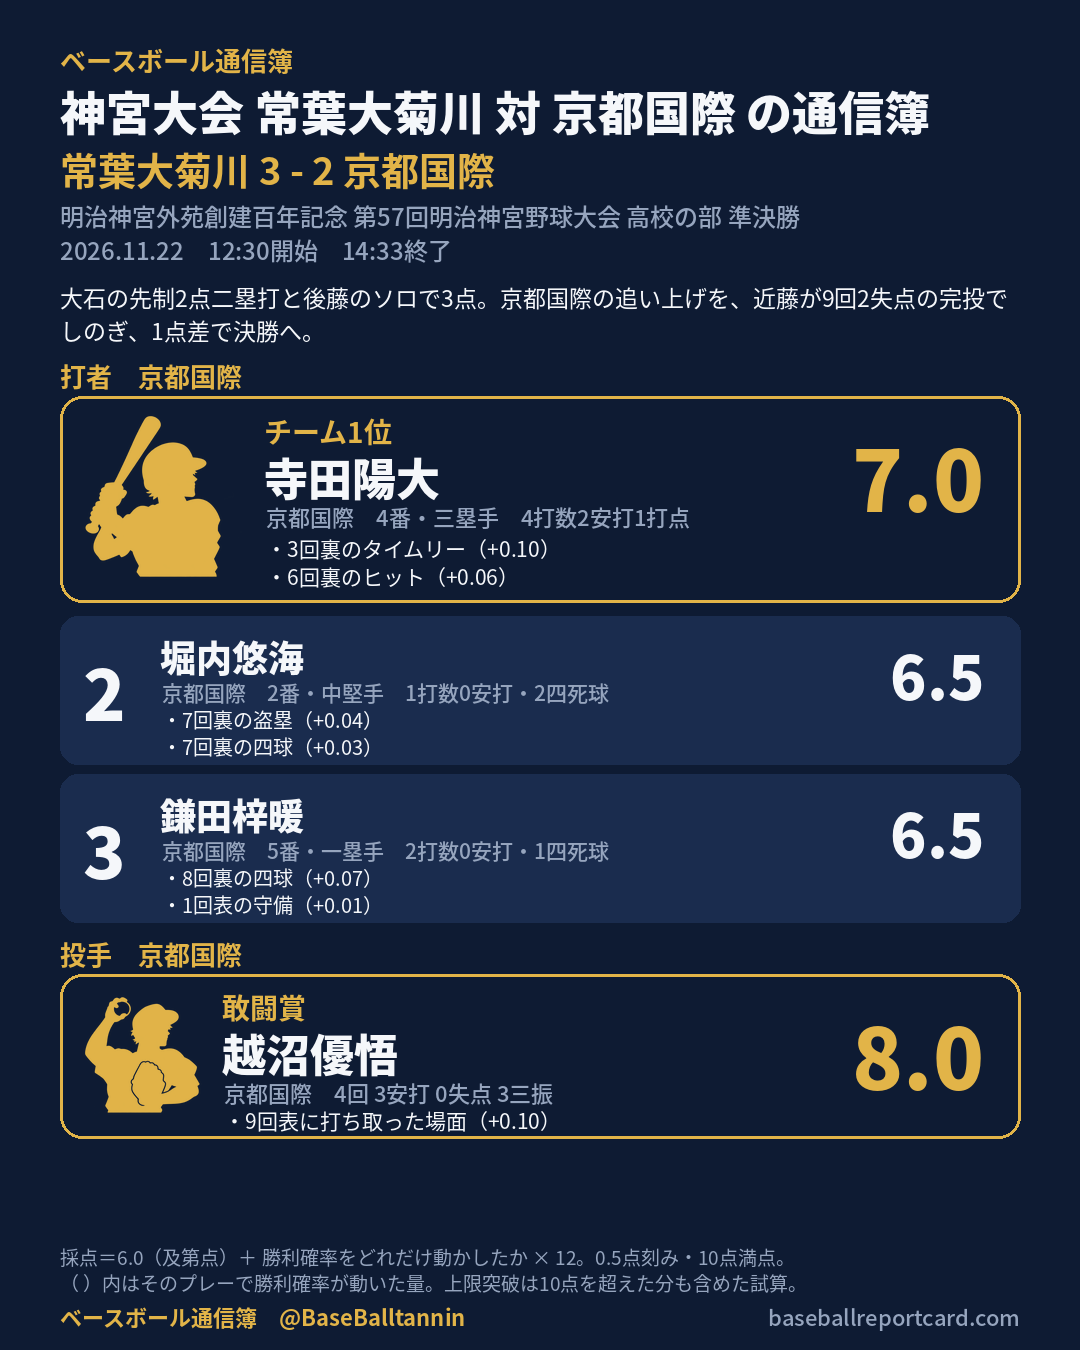 ベースボール通信簿
神宮大会 常葉大菊川 対 京都国際 の通信簿
常葉大菊川 3 - 2 京都国際
明治神宮外苑創建百年記念 第57回明治神宮野球大会 高校の部 準決勝
2026.11.22　12:30開始　14:33終了
大石の先制2点二塁打と後藤のソロで3点。京都国際の追い上げを、近藤が9回2失点の完投で
しのぎ、1点差で決勝へ。
打者　京都国際
チーム1位
寺田陽大
7.0
京都国際　4番・三塁手　4打数2安打1打点
・3回裏のタイムリー（+0.10）
・6回裏のヒット（+0.06）
2
堀内悠海
6.5
京都国際　2番・中堅手　1打数0安打・2四死球
・7回裏の盗塁（+0.04）
・7回裏の四球（+0.03）
3
鎌田梓暖
6.5
京都国際　5番・一塁手　2打数0安打・1四死球
・8回裏の四球（+0.07）
・1回表の守備（+0.01）
投手　京都国際
敢闘賞
越沼優悟
8.0
京都国際　4回 3安打 0失点 3三振
・9回表に打ち取った場面（+0.10）
採点＝6.0（及第点）＋ 勝利確率をどれだけ動かしたか × 12。0.5点刻み・10点満点。
（ ）内はそのプレーで勝利確率が動いた量。上限突破は10点を超えた分も含めた試算。
ベースボール通信簿　@BaseBalltannin
baseballreportcard.com